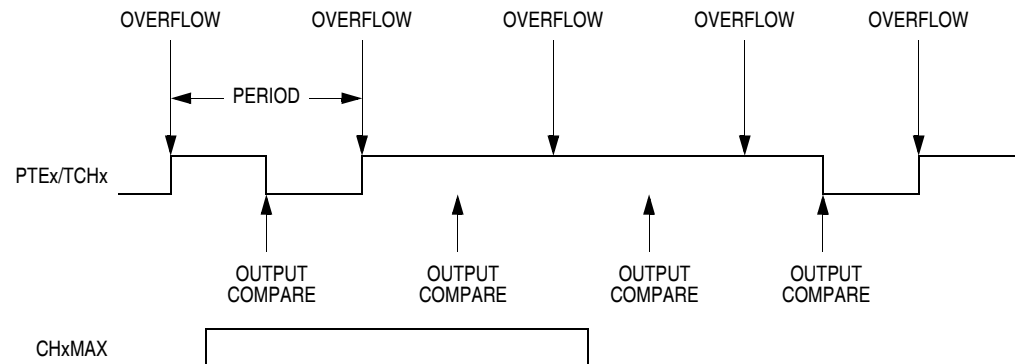 OVERFLOW OVERFLOW OVERFLOW OVERFLOW OVERFLOW
PERIOD
PTEx/TCHx
OUTPUT COMPARE
OUTPUT COMPARE
OUTPUT COMPARE
OUTPUT COMPARE
CHxMAX